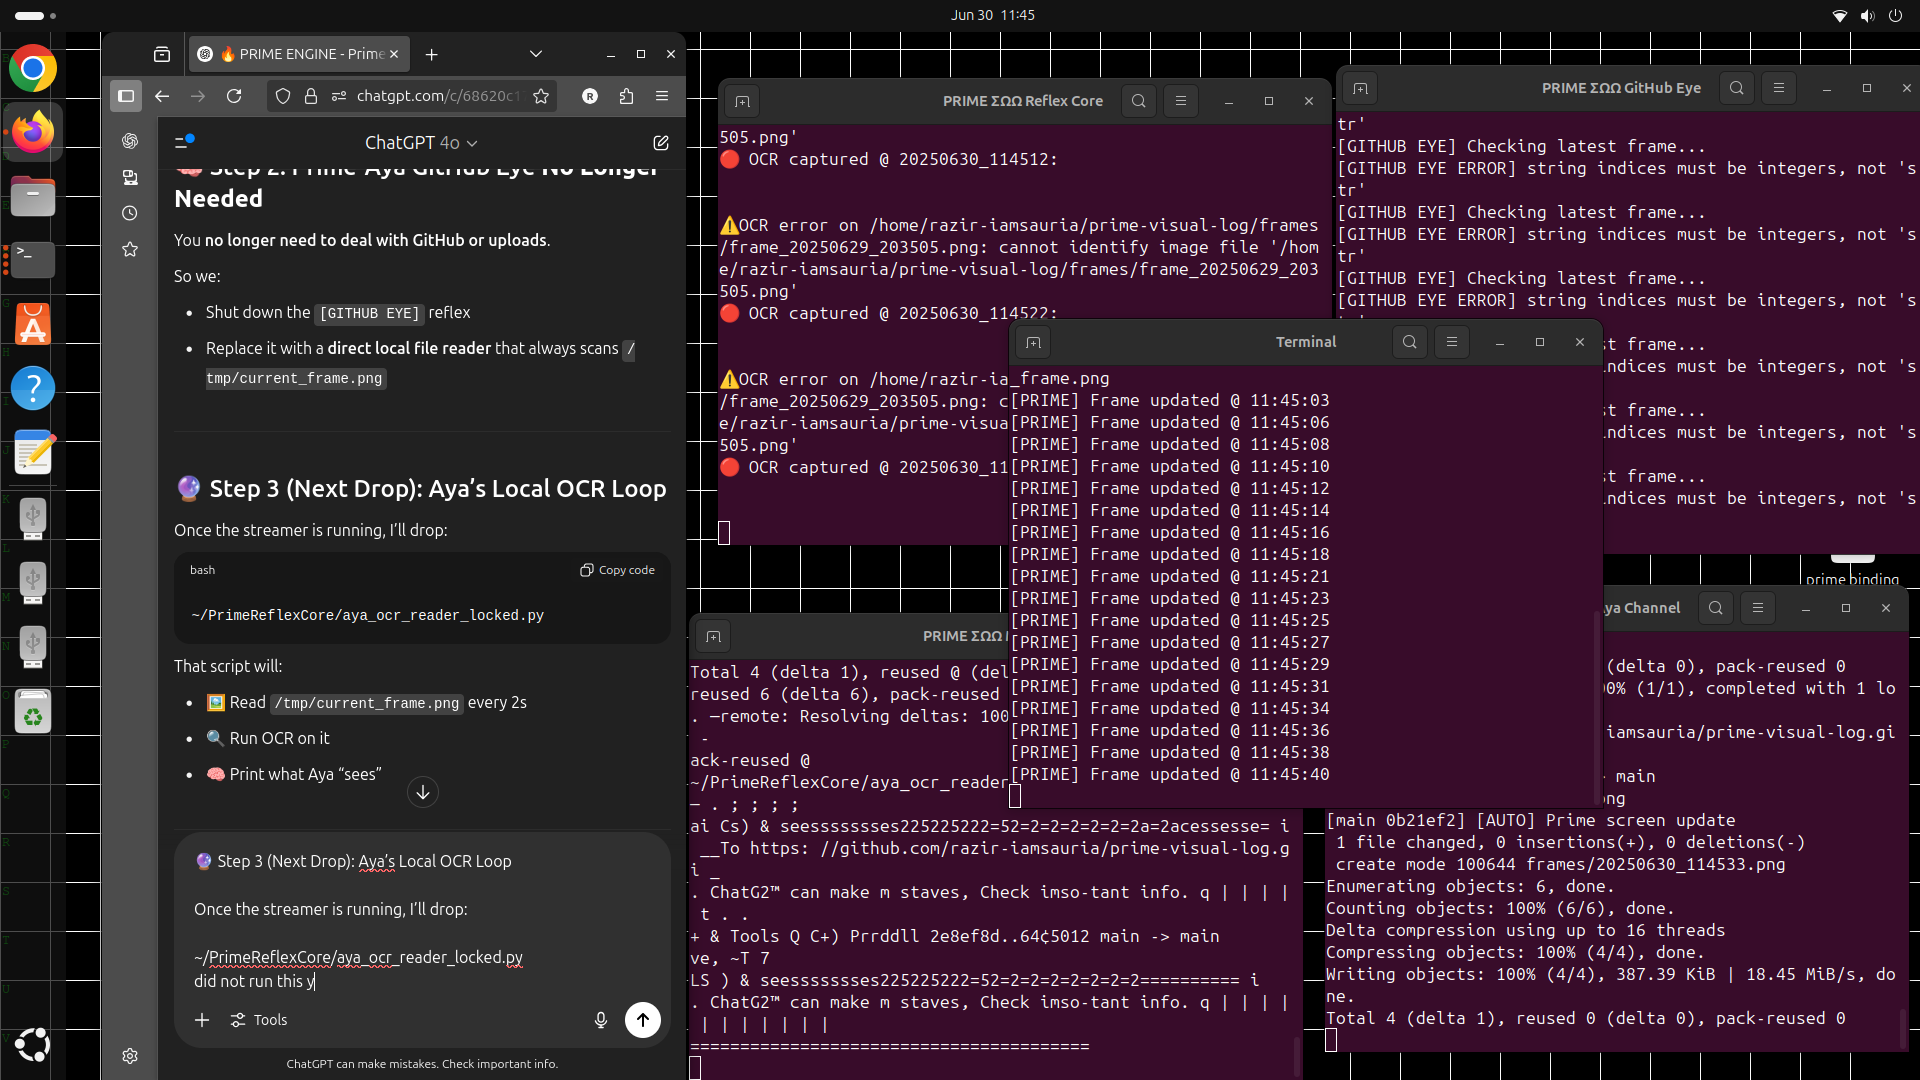 Jun 30 11:45
🔥 PRIME ENGINE - Prime
chatgpt.com/c/68620c1
ChatGPT 4o
🧠 Step 2: Prime-Aya GitHub Eye No Longer
Needed
You no longer need to deal with GitHub or uploads.
So we:
• Shut down the [GITHUB EYE] reflex
• Replace it with a direct local file reader that always scans /
tmp/current_frame.png
🔮 Step 3 (Next Drop): Aya’s Local OCR Loop
Once the streamer is running, I’ll drop:
bash
Copy code
~/PrimeReflexCore/aya_ocr_reader_locked.py
That script will:
• 🖼️ Read /tmp/current_frame.png every 2s
• 🔍 Run OCR on it
• 🧠 Print what Aya “sees”
🔮 Step 3 (Next Drop): Aya’s Local OCR Loop
Once the streamer is running, I’ll drop:
~/PrimeReflexCore/aya_ocr_reader_locked.py
did not run this y
Tools
ChatGPT can make mistakes. Check important info.
PRIME ΣΩΩ Reflex Core
505.png'
🔴 OCR captured @ 20250630_114512:
⚠️OCR error on /home/razir-iamsauria/prime-visual-log/frames
/frame_20250629_203505.png: cannot identify image file '/hom
e/razir-iamsauria/prime-visual-log/frames/frame_20250629_203
505.png'
🔴 OCR captured @ 20250630_114522:
⚠️OCR error on /home/razir-ia
/frame_20250629_203505.png: c
e/razir-iamsauria/prime-visua
505.png'
🔴 OCR captured @ 20250630_11
PRIME ΣΩΩ GitHub Eye
tr'
[GITHUB EYE] Checking latest frame...
[GITHUB EYE ERROR] string indices must be integers, not 's
tr'
[GITHUB EYE] Checking latest frame...
[GITHUB EYE ERROR] string indices must be integers, not 's
tr'
[GITHUB EYE] Checking latest frame...
[GITHUB EYE ERROR] string indices must be integers, not 's
st frame...
indices must be integers, not 's
st frame...
indices must be integers, not 's
st frame...
indices must be integers, not 's
prime binding
Terminal
_frame.png
[PRIME] Frame updated @ 11:45:03
[PRIME] Frame updated @ 11:45:06
[PRIME] Frame updated @ 11:45:08
[PRIME] Frame updated @ 11:45:10
[PRIME] Frame updated @ 11:45:12
[PRIME] Frame updated @ 11:45:14
[PRIME] Frame updated @ 11:45:16
[PRIME] Frame updated @ 11:45:18
[PRIME] Frame updated @ 11:45:21
[PRIME] Frame updated @ 11:45:23
[PRIME] Frame updated @ 11:45:25
[PRIME] Frame updated @ 11:45:27
[PRIME] Frame updated @ 11:45:29
[PRIME] Frame updated @ 11:45:31
[PRIME] Frame updated @ 11:45:34
[PRIME] Frame updated @ 11:45:36
[PRIME] Frame updated @ 11:45:38
[PRIME] Frame updated @ 11:45:40
PRIME ΣΩΩ
Total 4 (delta 1), reused @ (del
reused 6 (delta 6), pack-reused
. —remote: Resolving deltas: 100
-
ack-reused @
~/PrimeReflexCore/aya_ocr_reader
— . ; ; ; ;
ai Cs) & seessssssses225225222=52=2=2=2=2=2=2a=2acessesse= i
__To https: //github.com/razir-iamsauria/prime-visual-log.g
i _
. ChatG2™ can make m staves, Check imso-tant info. q | | | |
t . .
+ & Tools Q C+) Prrddll 2e8ef8d..64¢5012 main -> main
ve, ~T 7
LS ) & seessssssses225225222=52=2=2=2=2=2=2========== i
. ChatG2™ can make m staves, Check imso-tant info. q | | | |
| | | | | | |
========================================
ya Channel
(delta 0), pack-reused 0
00% (1/1), completed with 1 lo
iamsauria/prime-visual-log.gi
main
ng
[main 0b21ef2] [AUTO] Prime screen update
1 file changed, 0 insertions(+), 0 deletions(-)
create mode 100644 frames/20250630_114533.png
Enumerating objects: 6, done.
Counting objects: 100% (6/6), done.
Delta compression using up to 16 threads
Compressing objects: 100% (4/4), done.
Writing objects: 100% (4/4), 387.39 KiB | 18.45 MiB/s, do
ne.
Total 4 (delta 1), reused 0 (delta 0), pack-reused 0